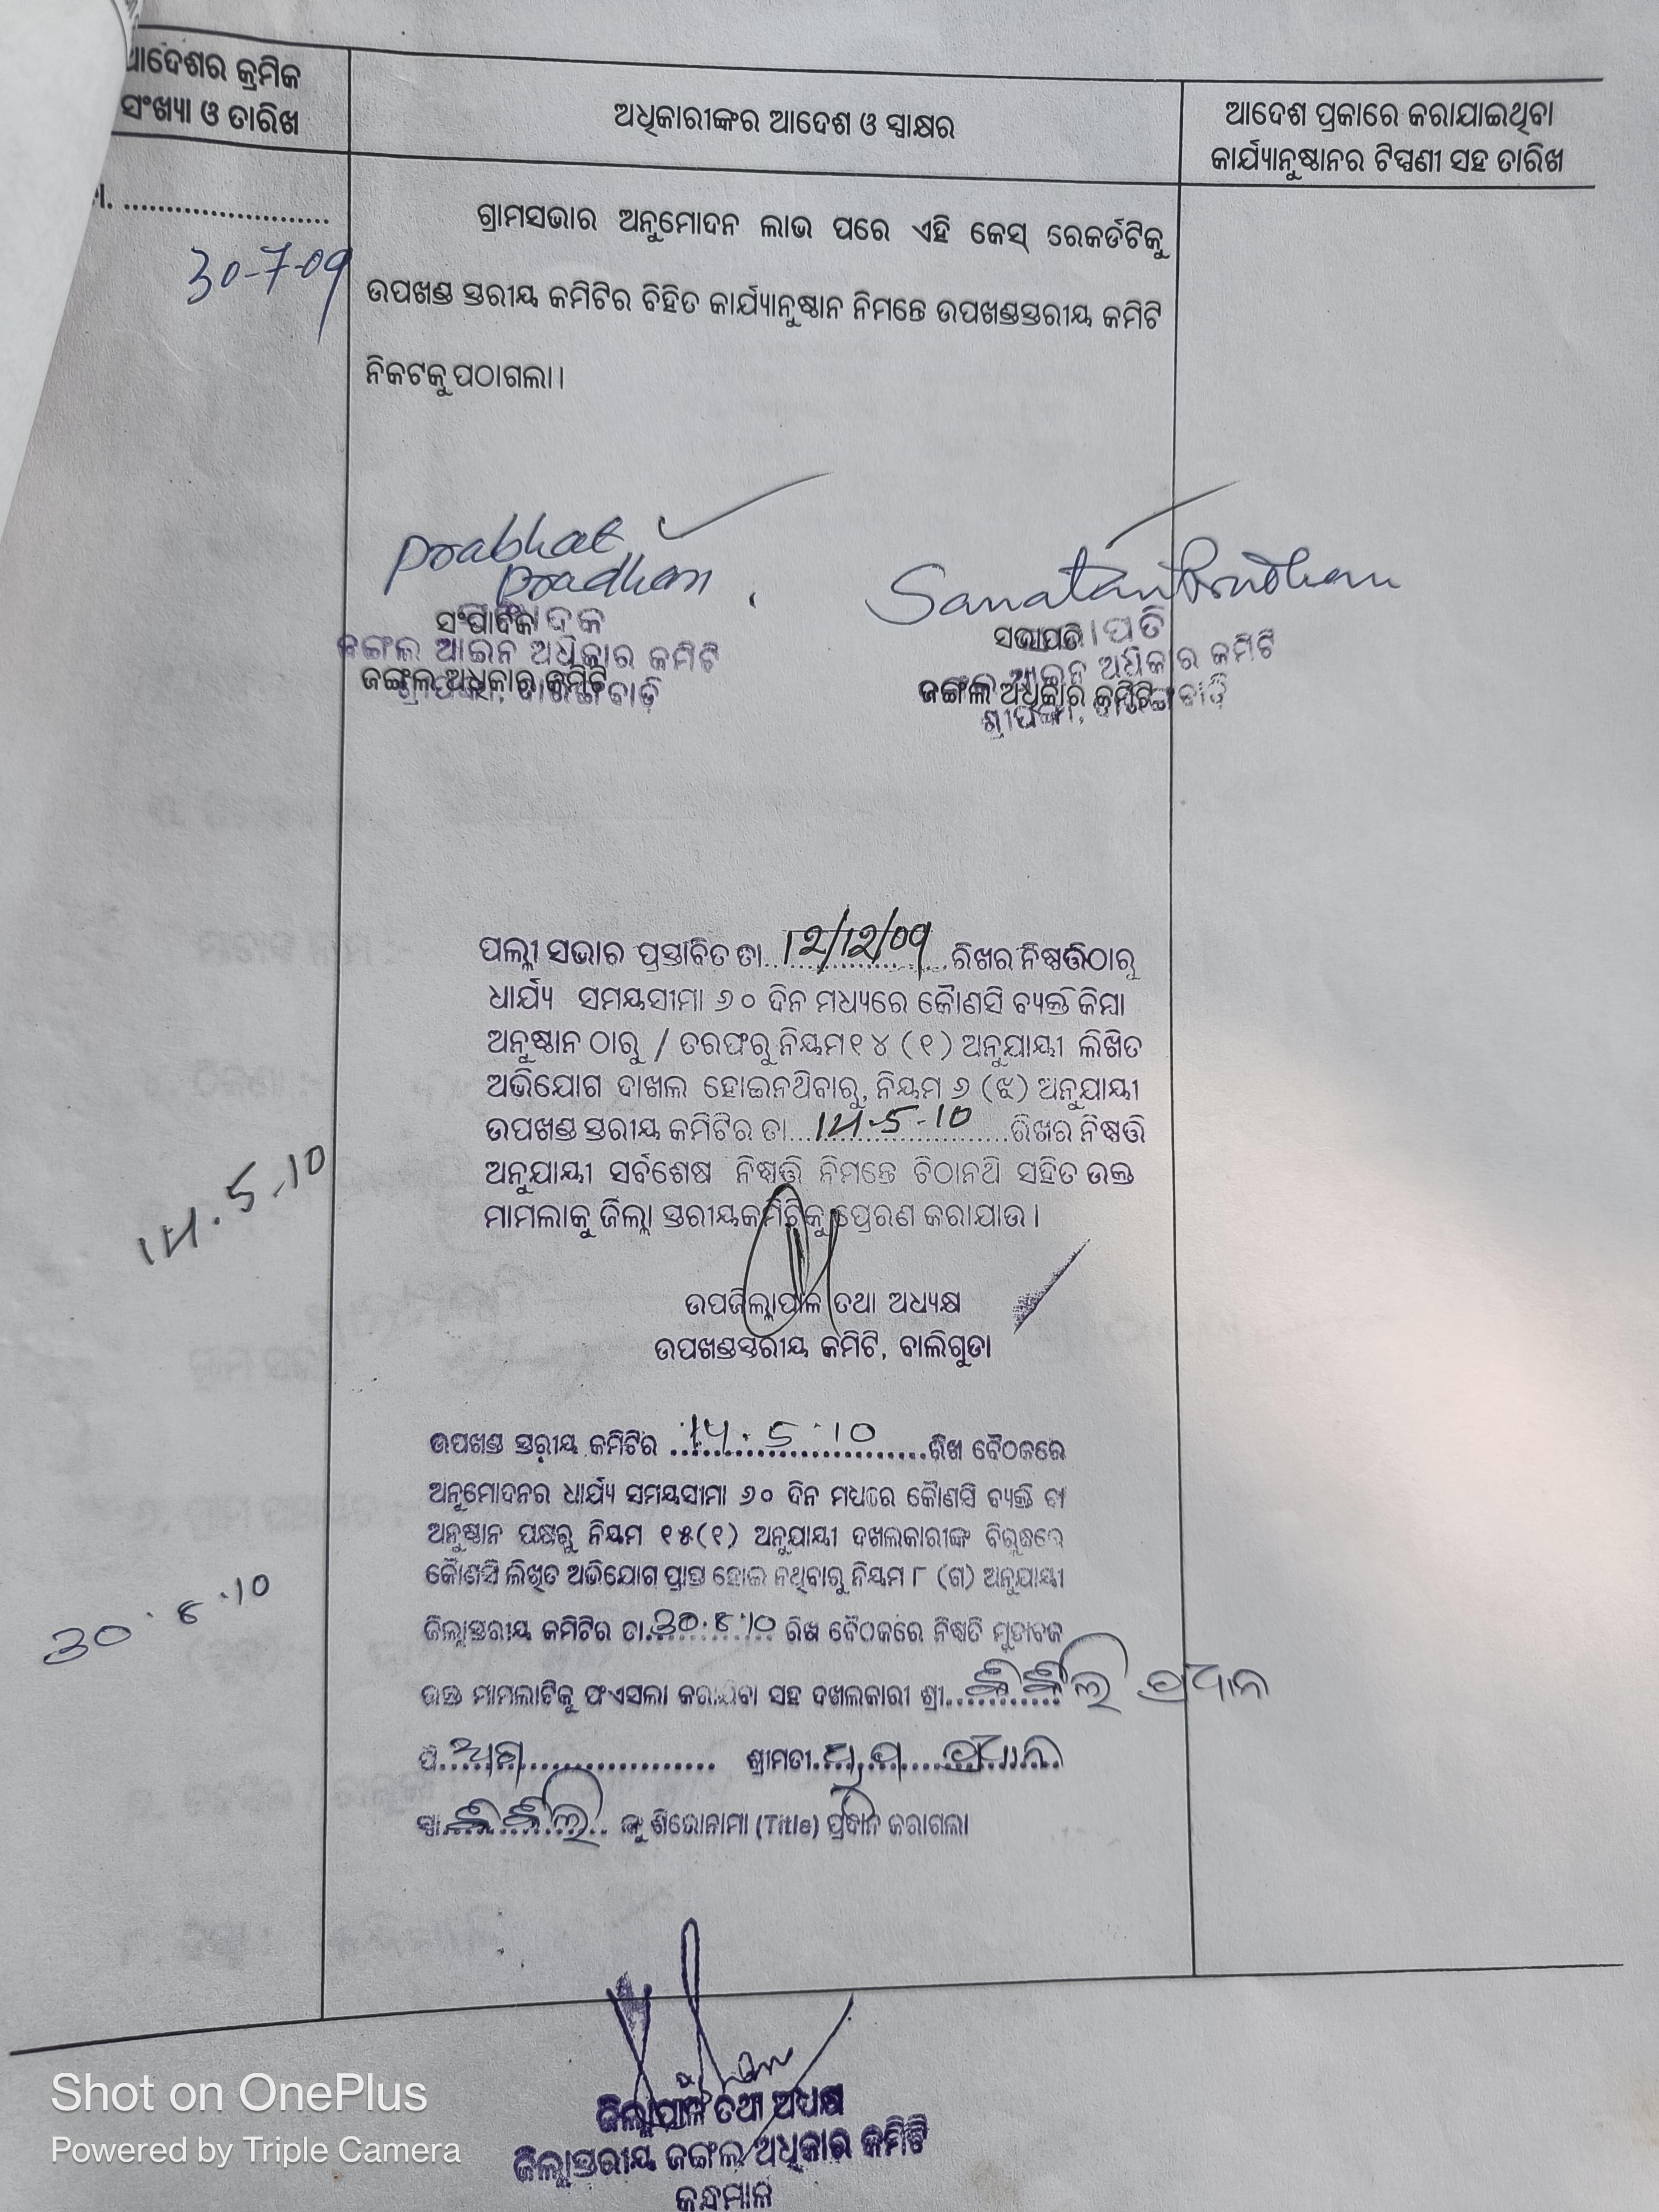 ଆଦେଶର କ୍ରମିକ
ସଂଖ୍ୟା ଓ ତାରିଖ
ଅଧିକାରୀଙ୍କର ଆଦେଶ ଓ ସ୍ୱାକ୍ଷର
ଆଦେଶ ପ୍ରକାରେ କରାଯାଇଥିବା
କାର୍ଯ୍ୟାନୁଷ୍ଠାନର ଟିପ୍ପଣୀ ସହ ତାରିଖ
30-7-09
ଗ୍ରାମସଭାର ଅନୁମୋଦନ ଲାଭ ପରେ ଏହି କେସ୍ ରେକର୍ଡଟିକୁ
ଉପଖଣ୍ଡ ସ୍ତରୀୟ କମିଟିର ବିହିତ କାର୍ଯ୍ୟାନୁଷ୍ଠାନ ନିମନ୍ତେ ଉପଖଣ୍ଡସ୍ତରୀୟ କମିଟି
ନିକଟକୁ ପଠାଗଲା।
Prabhat
Pradhan
Sanatan Pradhan
ସଂପାଦକ
ସଭାପତି
ଜଙ୍ଗଲ ଆଇନ ଅଧିକାର କମିଟି
ଜଙ୍ଗଲ ଅଧିକାର କମିଟି
ଜଙ୍ଗଲ ଅଧିକାର କମିଟି
ପଲ୍ଲୀ ସଭାର ପ୍ରସ୍ତାବିତ ତା..12/12/09..ରିଖର ନିଷ୍ପତ୍ତିଠାରୁ
ଧାର୍ଯ୍ୟ ସମୟସୀମା ୬୦ ଦିନ ମଧ୍ୟରେ କୌଣସି ବ୍ୟକ୍ତି କିମ୍ବା
ଅନୁଷ୍ଠାନ ଠାରୁ / ତରଫରୁ ନିୟମ ୧୪ (୧) ଅନୁଯାୟୀ ଲିଖିତ
ଅଭିଯୋଗ ଦାଖଲ ହୋଇନଥିବାରୁ, ନିୟମ ୬ (ଝ) ଅନୁଯାୟୀ
ଉପଖଣ୍ଡ ସ୍ତରୀୟ କମିଟିର ତା...14.5-10...ରିଖର ନିଷ୍ପତ୍ତି
ଅନୁଯାୟୀ ସର୍ବଶେଷ ନିଷ୍ପତ୍ତି ନିମନ୍ତେ ଚିଠାନଥି ସହିତ ଉକ୍ତ
ମାମଲାକୁ ଜିଲ୍ଲା ସ୍ତରୀୟ କମିଟିକୁ ପ୍ରେରଣ କରାଯାଉ।
14.5-10
ଉପଜିଲ୍ଲାପାଳ ତଥା ଅଧ୍ୟକ୍ଷ
ଉପଖଣ୍ଡସ୍ତରୀୟ କମିଟି, ବାଲିଗୁଡା
ଉପଖଣ୍ଡ ସ୍ତରୀୟ କମିଟିର ...14.5.10...ରିଖ ବୈଠକରେ
ଅନୁମୋଦନର ଧାର୍ଯ୍ୟ ସମୟସୀମା ୬୦ ଦିନ ମଧ୍ୟରେ କୌଣସି ବ୍ୟକ୍ତି ବା
ଅନୁଷ୍ଠାନ ପକ୍ଷରୁ ନିୟମ ୧୫(୧) ଅନୁଯାୟୀ ଦଖଲକାରୀଙ୍କ ବିରୁଦ୍ଧରେ
କୌଣସି ଲିଖିତ ଅଭିଯୋଗ ପ୍ରାପ୍ତ ହୋଇ ନଥିବାରୁ ନିୟମ ୮ (ଗ) ଅନୁଯାୟୀ
30.8.10
ଜିଲ୍ଲାସ୍ତରୀୟ କମିଟିର ତା..30.8.10 ରିଖ ବୈଠକରେ ନିଷ୍ପତି ମୁତାବକ
ଉକ୍ତ ମାମଲାଟିକୁ ଫଏସଲା କରାଯିବା ସହ ଦଖଲକାରୀ ଶ୍ରୀ.... ପ୍ରଧାନ
ପି...... ଶ୍ରୀମତୀ.... ପ୍ରଧାନ
ସ୍ୱା........ ଙ୍କୁ ଶିରୋନାମା (Title) ପ୍ରଦାନ କରାଗଲା
ଜିଲ୍ଲାପାଳ ତଥା ଅଧ୍ୟକ୍ଷ
ଜିଲ୍ଲାସ୍ତରୀୟ ଜଙ୍ଗଲ ଅଧିକାର କମିଟି
କନ୍ଧମାଳ
Shot on OnePlus
Powered by Triple Camera